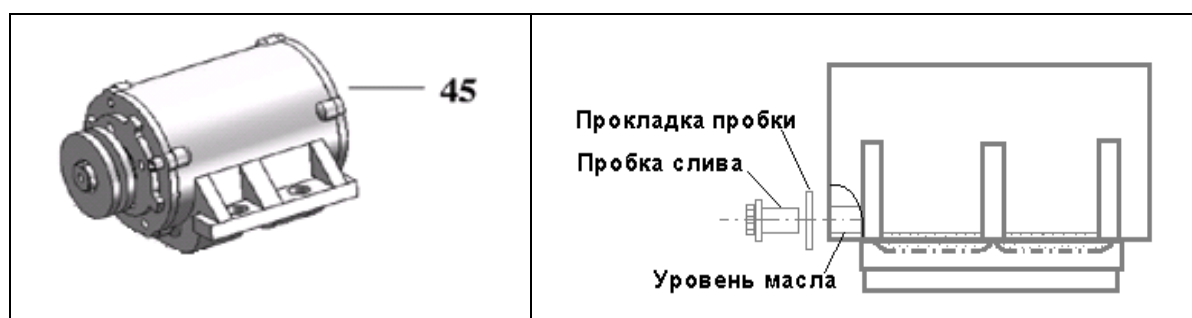 45
Прокладка пробки
Пробка слива
Уровень масла